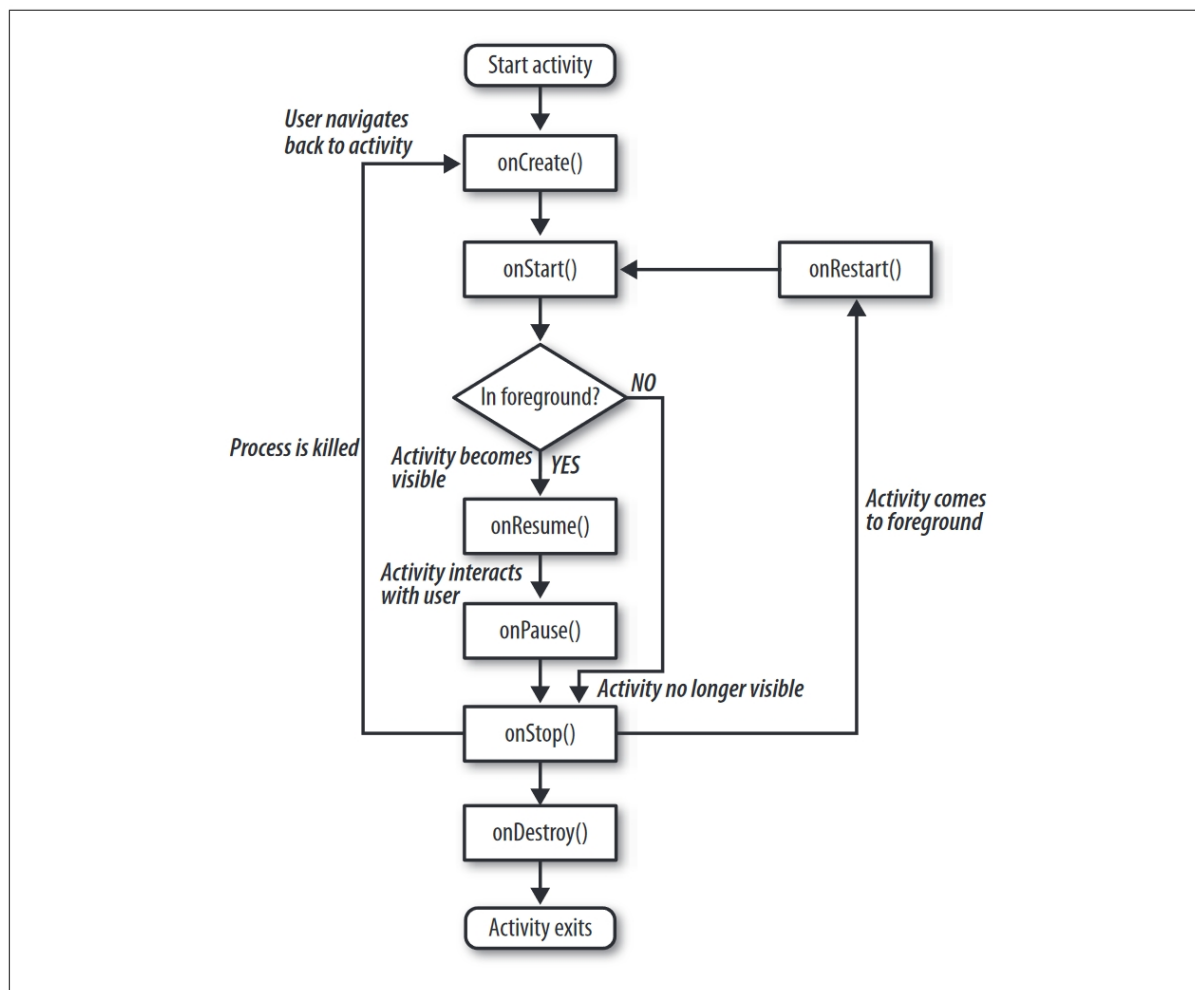 Start activity
User navigates
back to activity
onCreate()
onStart()
onRestart()
In foreground?
NO
Process is killed
Activity becomes
visible
YES
onResume()
Activity comes
to foreground
Activity interacts
with user
onPause()
Activity no longer visible
onStop()
onDestroy()
Activity exits